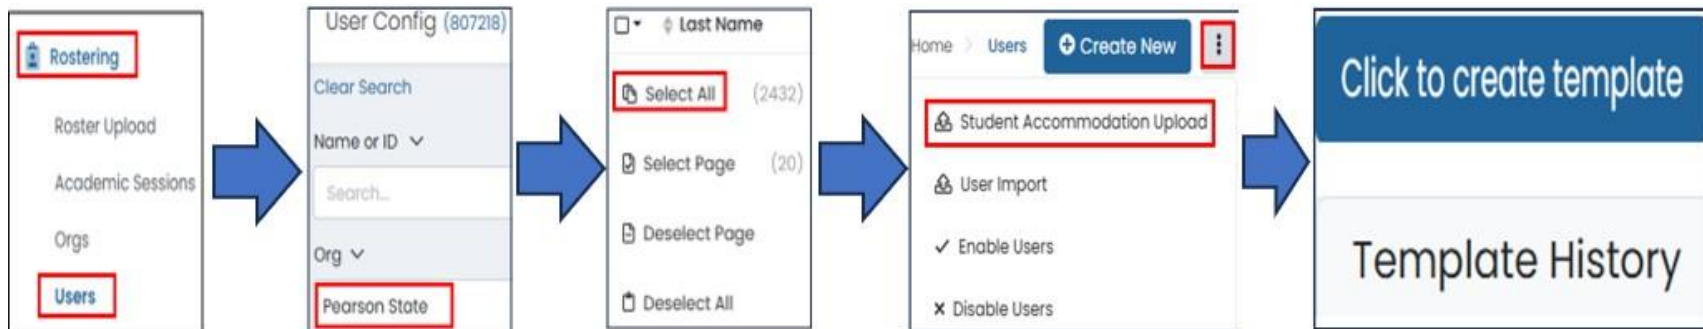 Rostering
Roster Upload
Academic Sessions
Orgs
Users
User Config (807218)
Clear Search
Name or ID
Search...
Org
Pearson State
Last Name
Select All (2432)
Select Page (20)
Deselect Page
Deselect All
Home > Users Create New
Student Accommodation Upload
User Import
Enable Users
Disable Users
Click to create template
Template History